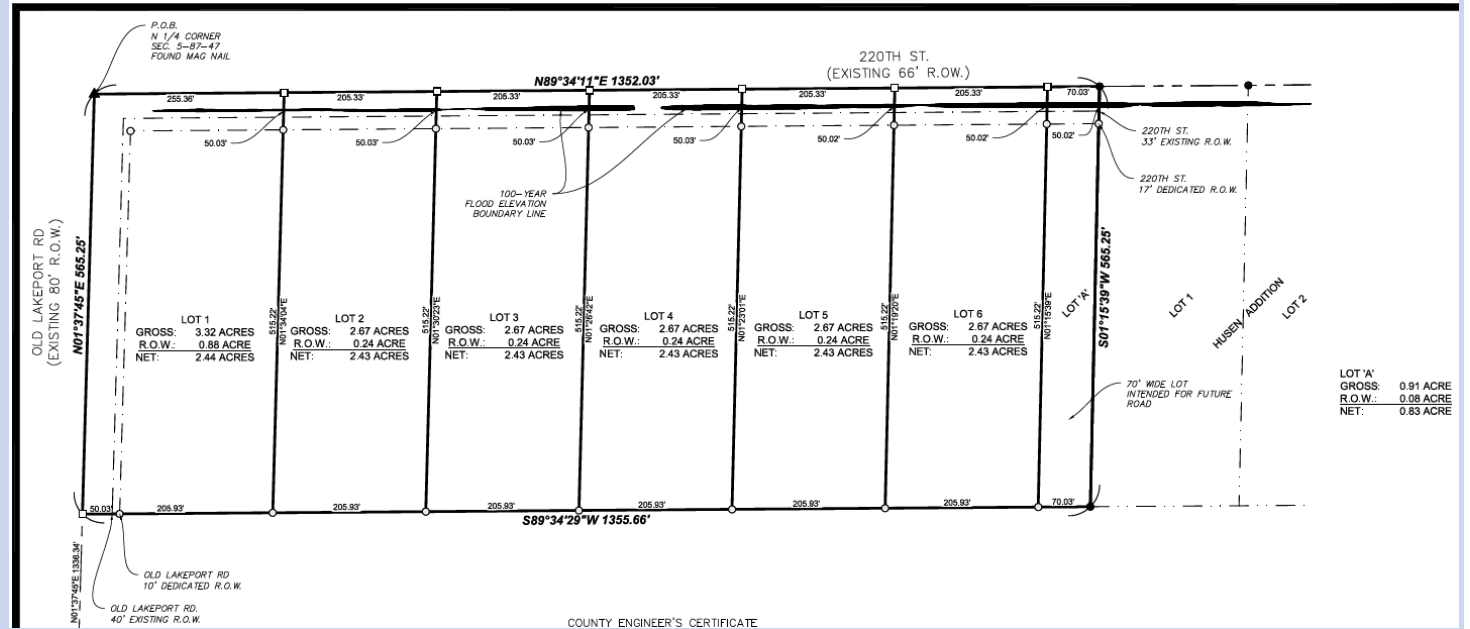 P.O.B.
N 1/4 CORNER
SEC. 5-87-47
FOUND MAG NAIL
220TH ST.
(EXISTING 66' R.OW.)
N89°34'11"E 1352.03'
255.36'
205.33'
205.33'
205.33'
205.33'
205.33'
70.03'
50.03'
50.03'
50.03'
50.03'
50.02'
50.02'
50.02'
220TH ST.
33' EXISTING R.O.W.
220TH ST.
17' DEDICATED R.O.W.
100-YEAR
FLOOD ELEVATION
BOUNDARY LINE
OLD LAKEPORT RD
(EXISTING 80' R.O.W.)
N01°37'45"E 565.25'
LOT 1
GROSS: 3.32 ACRES
R.O.W.: 0.88 ACRE
NET: 2.44 ACRES
515.22'
N01°34'04"E
LOT 2
GROSS: 2.67 ACRES
R.O.W.: 0.24 ACRE
NET: 2.43 ACRES
515.22'
N01°30'23"E
LOT 3
GROSS: 2.67 ACRES
R.O.W.: 0.24 ACRE
NET: 2.43 ACRES
515.22'
N01°26'42"E
LOT 4
GROSS: 2.67 ACRES
R.O.W.: 0.24 ACRE
NET: 2.43 ACRES
515.22'
N01°23'01"E
LOT 5
GROSS: 2.67 ACRES
R.O.W.: 0.24 ACRE
NET: 2.43 ACRES
515.22'
N01°19'20"E
LOT 6
GROSS: 2.67 ACRES
R.O.W.: 0.24 ACRE
NET: 2.43 ACRES
515.22'
N01°15'39"E
LOT 'A'
S01°15'39"W 565.25'
LOT 1
HUSEN ADDITION
LOT 2
70' WIDE LOT
INTENDED FOR FUTURE
ROAD
LOT 'A'
GROSS: 0.91 ACRE
R.O.W.: 0.08 ACRE
NET: 0.83 ACRE
50.03'
205.93'
205.93'
205.93'
205.93'
205.93'
205.93'
70.03'
S89°34'29"W 1355.66'
N01°37'45"E 1336.34'
OLD LAKEPORT RD
10' DEDICATED R.O.W.
OLD LAKEPORT RD.
40' EXISTING R.O.W.
COUNTY ENGINEER'S CERTIFICATE